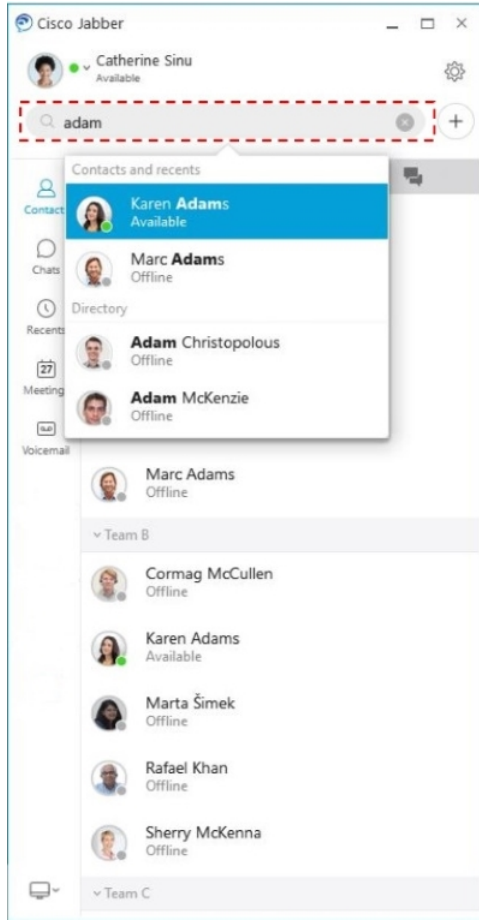 Cisco Jabber
Catherine Sinu
Available
adam
Contacts and recents
Karen Adams
Available
Marc Adams
Offline
Directory
Adam Christopolous
Offline
Adam McKenzie
Offline
Contact
Chats
Recents
27
Meeting
Voicemail
Marc Adams
Offline
Team B
Cormag McCullen
Offline
Karen Adams
Available
Marta Šimek
Offline
Rafael Khan
Offline
Sherry McKenna
Offline
Team C